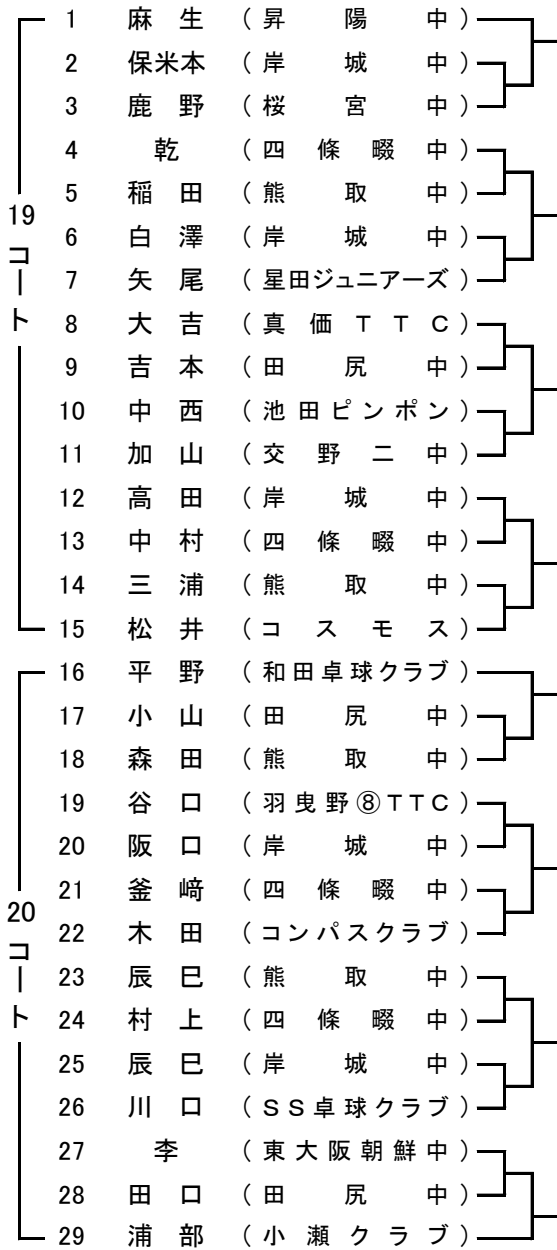 19コート
1 麻生 (昇陽中)
2 保米本 (岸城中)
3 鹿野 (桜宮中)
4 乾 (四條畷中)
5 稲田 (熊取中)
6 白澤 (岸城中)
7 矢尾 (星田ジュニアーズ)
8 大吉 (真価TTC)
9 吉本 (田尻中)
10 中西 (池田ピンポン)
11 加山 (交野二中)
12 高田 (岸城中)
13 中村 (四條畷中)
14 三浦 (熊取中)
15 松井 (コスモス)
20コート
16 平野 (和田卓球クラブ)
17 小山 (田尻中)
18 森田 (熊取中)
19 谷口 (羽曳野⑧TTC)
20 阪口 (岸城中)
21 釜﨑 (四條畷中)
22 木田 (コンパスクラブ)
23 辰巳 (熊取中)
24 村上 (四條畷中)
25 辰巳 (岸城中)
26 川口 (SS卓球クラブ)
27 李 (東大阪朝鮮中)
28 田口 (田尻中)
29 浦部 (小瀬クラブ)